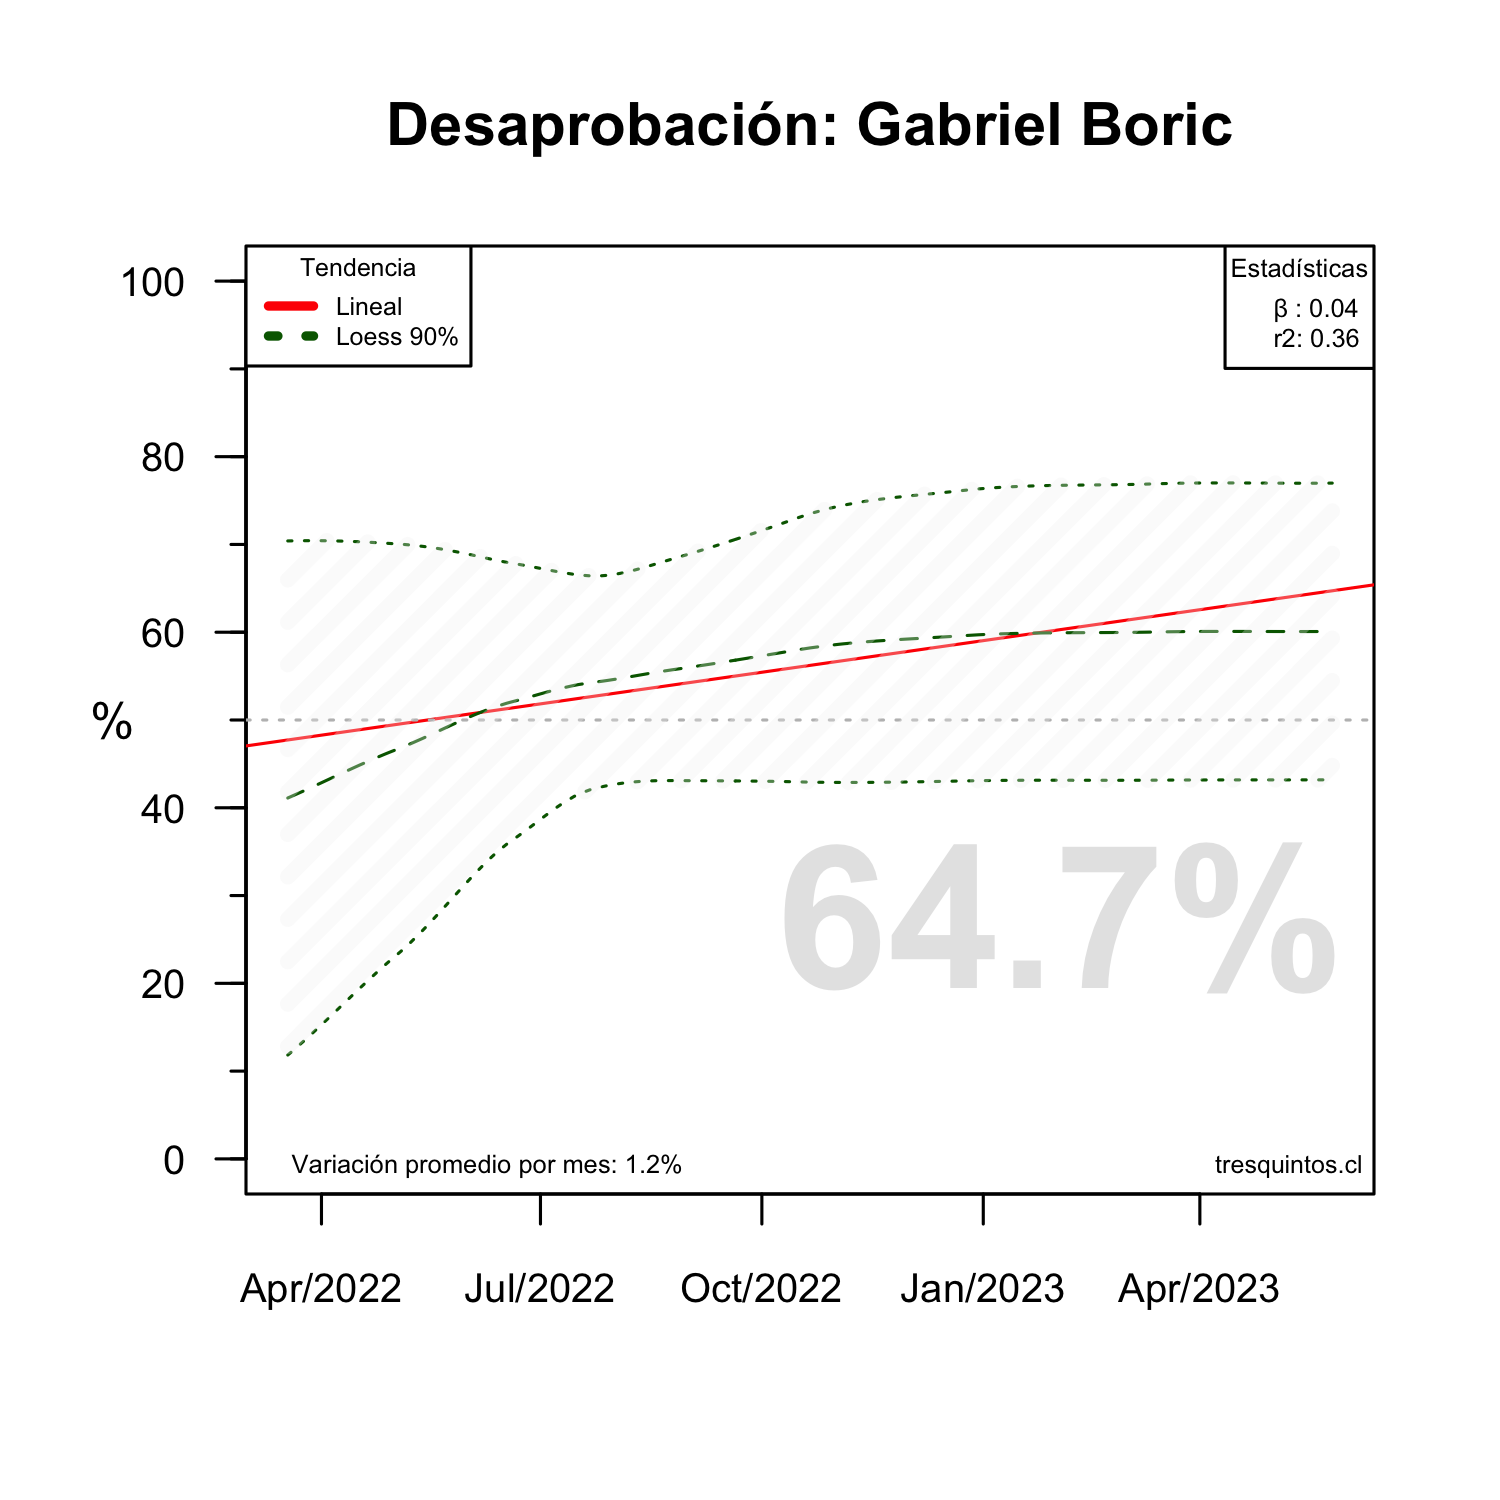 Desaprobación: Gabriel Boric
Tendencia
Lineal
Loess 90%
Estadísticas
β : 0.04
r2: 0.36
100
80
60
%
40
20
0
64.7%
Variación promedio por mes: 1.2%
tresquintos.cl
Apr/2022
Jul/2022
Oct/2022
Jan/2023
Apr/2023